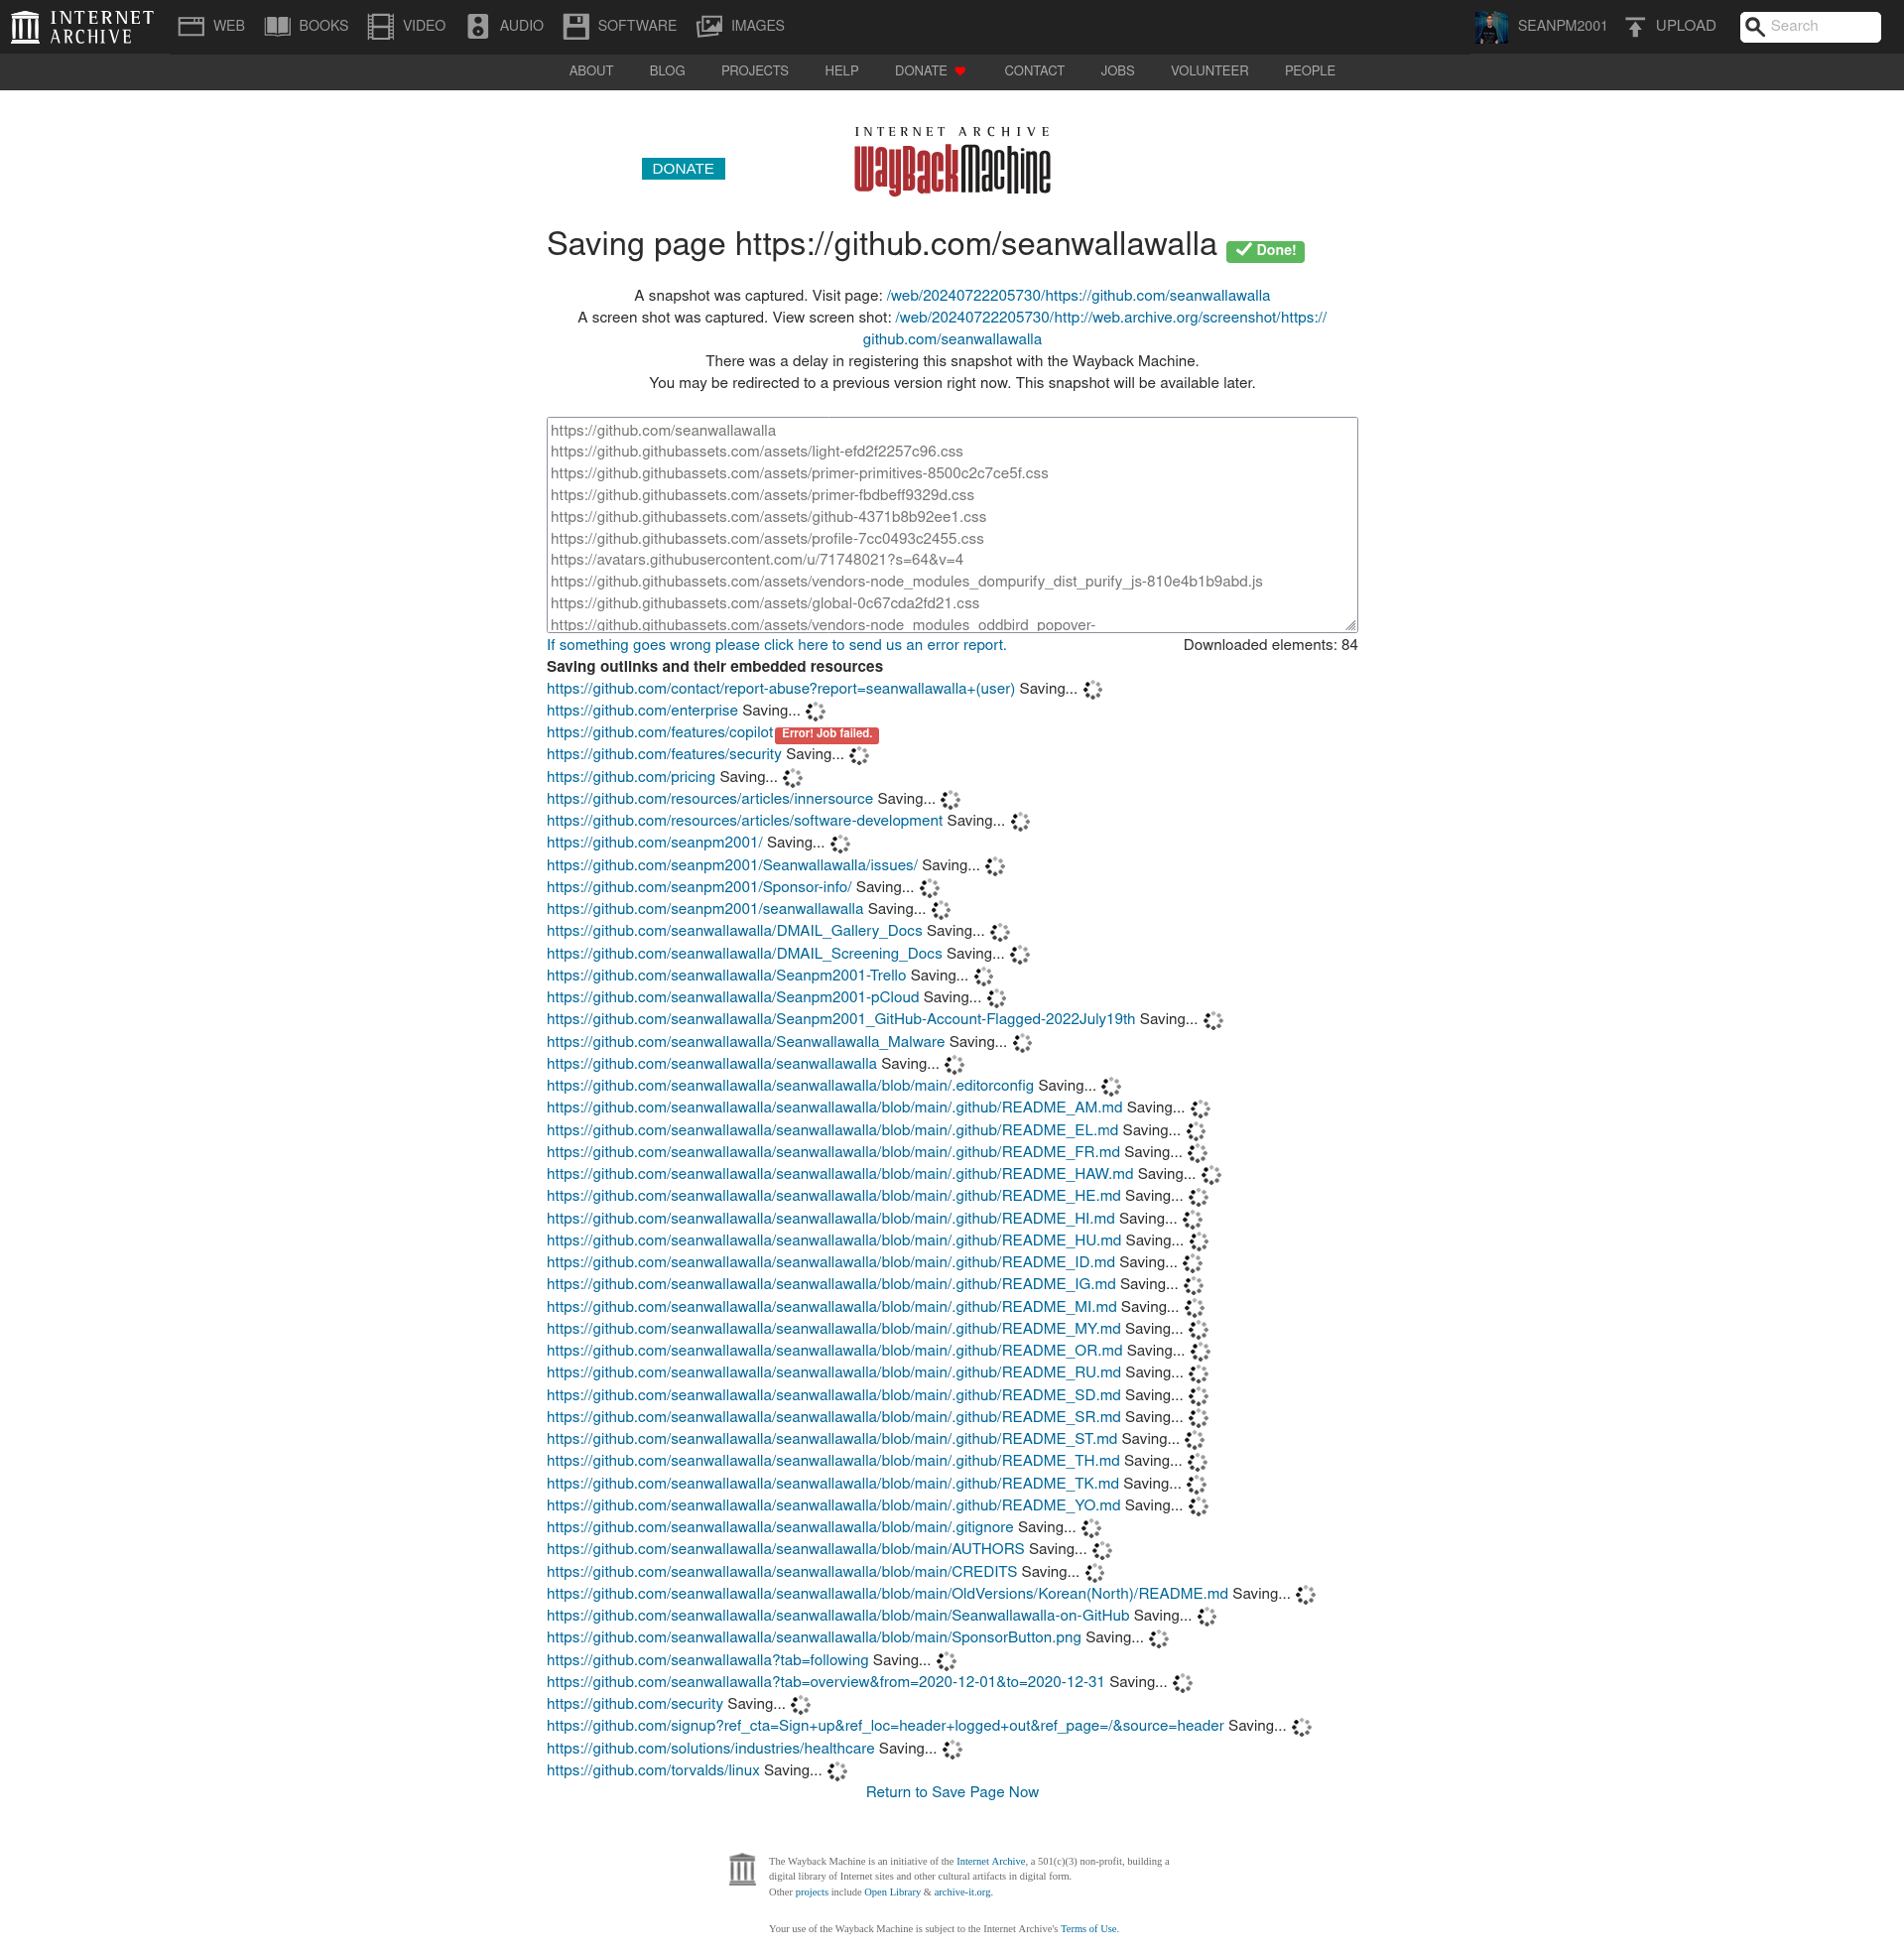 INTERNET ARCHIVE
WEB BOOKS VIDEO AUDIO SOFTWARE IMAGES SEANPM2001 UPLOAD Search
ABOUT BLOG PROJECTS HELP DONATE CONTACT JOBS VOLUNTEER PEOPLE
INTERNET ARCHIVE
DONATE WayBackMachine
Saving page https://github.com/seanwallawalla Done!
A snapshot was captured. Visit page: /web/20240722205730/https://github.com/seanwallawalla
A screen shot was captured. View screen shot: /web/20240722205730/http://web.archive.org/screenshot/https://
github.com/seanwallawalla
There was a delay in registering this snapshot with the Wayback Machine.
You may be redirected to a previous version right now. This snapshot will be available later.
https://github.com/seanwallawalla
https://github.githubassets.com/assets/light-efd2f2257c96.css
https://github.githubassets.com/assets/primer-primitives-8500c2c7ce5f.css
https://github.githubassets.com/assets/primer-fbdbeff9329d.css
https://github.githubassets.com/assets/github-4371b8b92ee1.css
https://github.githubassets.com/assets/profile-7cc0493c2455.css
https://avatars.githubusercontent.com/u/71748021?s=64&v=4
https://github.githubassets.com/assets/vendors-node_modules_dompurify_dist_purify_js-810e4b1b9abd.js
https://github.githubassets.com/assets/global-0c67cda2fd21.css
https://github.githubassets.com/assets/vendors-node_modules_oddbird_popover-
If something goes wrong please click here to send us an error report. Downloaded elements: 84
Saving outlinks and their embedded resources
https://github.com/contact/report-abuse?report=seanwallawalla+(user) Saving...
https://github.com/enterprise Saving...
https://github.com/features/copilot Error! Job failed.
https://github.com/features/security Saving...
https://github.com/pricing Saving...
https://github.com/resources/articles/innersource Saving...
https://github.com/resources/articles/software-development Saving...
https://github.com/seanpm2001/ Saving...
https://github.com/seanpm2001/Seanwallawalla/issues/ Saving...
https://github.com/seanpm2001/Sponsor-info/ Saving...
https://github.com/seanpm2001/seanwallawalla Saving...
https://github.com/seanwallawalla/DMAIL_Gallery_Docs Saving...
https://github.com/seanwallawalla/DMAIL_Screening_Docs Saving...
https://github.com/seanwallawalla/Seanpm2001-Trello Saving...
https://github.com/seanwallawalla/Seanpm2001-pCloud Saving...
https://github.com/seanwallawalla/Seanpm2001_GitHub-Account-Flagged-2022July19th Saving...
https://github.com/seanwallawalla/Seanwallawalla_Malware Saving...
https://github.com/seanwallawalla/seanwallawalla Saving...
https://github.com/seanwallawalla/seanwallawalla/blob/main/.editorconfig Saving...
https://github.com/seanwallawalla/seanwallawalla/blob/main/.github/README_AM.md Saving...
https://github.com/seanwallawalla/seanwallawalla/blob/main/.github/README_EL.md Saving...
https://github.com/seanwallawalla/seanwallawalla/blob/main/.github/README_FR.md Saving...
https://github.com/seanwallawalla/seanwallawalla/blob/main/.github/README_HAW.md Saving...
https://github.com/seanwallawalla/seanwallawalla/blob/main/.github/README_HE.md Saving...
https://github.com/seanwallawalla/seanwallawalla/blob/main/.github/README_HI.md Saving...
https://github.com/seanwallawalla/seanwallawalla/blob/main/.github/README_HU.md Saving...
https://github.com/seanwallawalla/seanwallawalla/blob/main/.github/README_ID.md Saving...
https://github.com/seanwallawalla/seanwallawalla/blob/main/.github/README_IG.md Saving...
https://github.com/seanwallawalla/seanwallawalla/blob/main/.github/README_MI.md Saving...
https://github.com/seanwallawalla/seanwallawalla/blob/main/.github/README_MY.md Saving...
https://github.com/seanwallawalla/seanwallawalla/blob/main/.github/README_OR.md Saving...
https://github.com/seanwallawalla/seanwallawalla/blob/main/.github/README_RU.md Saving...
https://github.com/seanwallawalla/seanwallawalla/blob/main/.github/README_SD.md Saving...
https://github.com/seanwallawalla/seanwallawalla/blob/main/.github/README_SR.md Saving...
https://github.com/seanwallawalla/seanwallawalla/blob/main/.github/README_ST.md Saving...
https://github.com/seanwallawalla/seanwallawalla/blob/main/.github/README_TH.md Saving...
https://github.com/seanwallawalla/seanwallawalla/blob/main/.github/README_TK.md Saving...
https://github.com/seanwallawalla/seanwallawalla/blob/main/.github/README_YO.md Saving...
https://github.com/seanwallawalla/seanwallawalla/blob/main/.gitignore Saving...
https://github.com/seanwallawalla/seanwallawalla/blob/main/AUTHORS Saving...
https://github.com/seanwallawalla/seanwallawalla/blob/main/CREDITS Saving...
https://github.com/seanwallawalla/seanwallawalla/blob/main/OldVersions/Korean(North)/README.md Saving...
https://github.com/seanwallawalla/seanwallawalla/blob/main/Seanwallawalla-on-GitHub Saving...
https://github.com/seanwallawalla/seanwallawalla/blob/main/SponsorButton.png Saving...
https://github.com/seanwallawalla?tab=following Saving...
https://github.com/seanwallawalla?tab=overview&from=2020-12-01&to=2020-12-31 Saving...
https://github.com/security Saving...
https://github.com/signup?ref_cta=Sign+up&ref_loc=header+logged+out&ref_page=/&source=header Saving...
https://github.com/solutions/industries/healthcare Saving...
https://github.com/torvalds/linux Saving...
Return to Save Page Now
The Wayback Machine is an initiative of the Internet Archive, a 501(c)(3) non-profit, building a
digital library of Internet sites and other cultural artifacts in digital form.
Other projects include Open Library & archive-it.org.
Your use of the Wayback Machine is subject to the Internet Archive's Terms of Use.